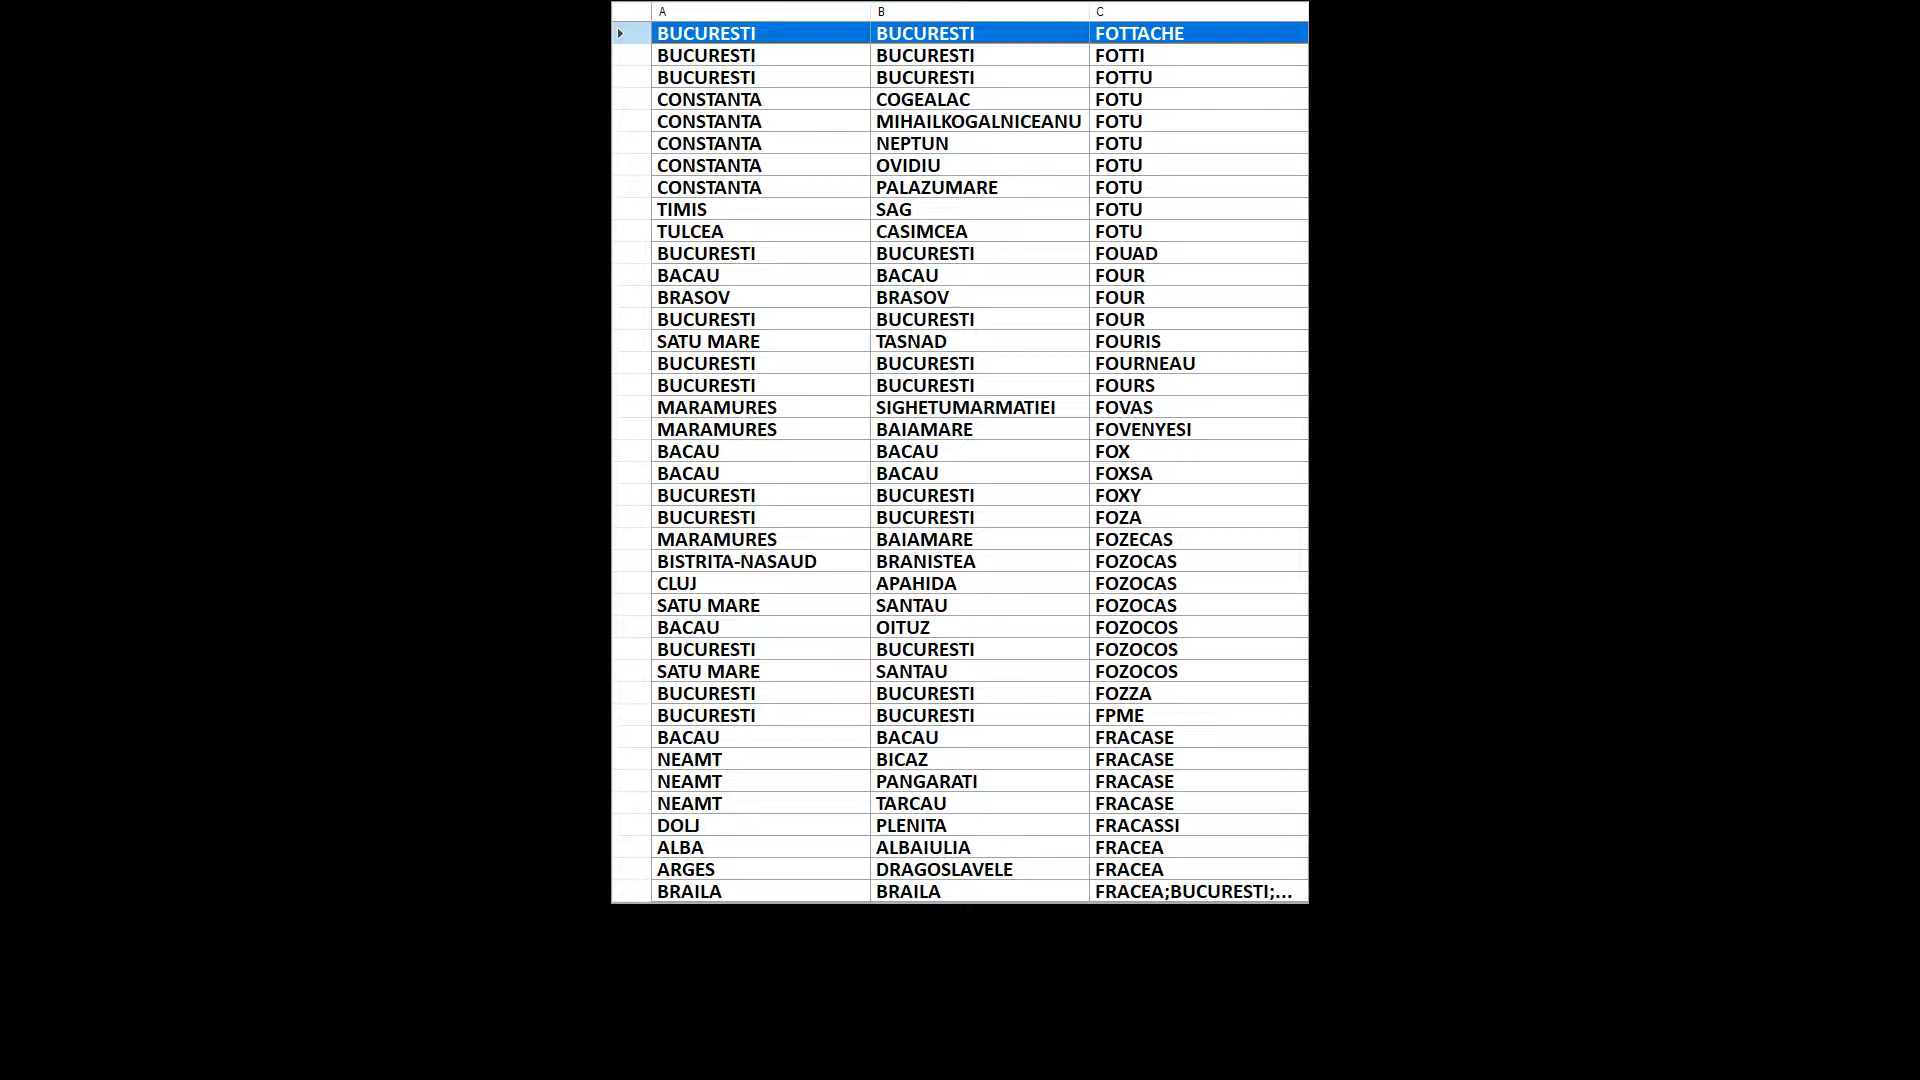 A B C
BUCURESTI BUCURESTI FOTTACHE
BUCURESTI BUCURESTI FOTTI
BUCURESTI BUCURESTI FOTTU
CONSTANTA COGEALAC FOTU
CONSTANTA MIHAILKOGALNICEANU FOTU
CONSTANTA NEPTUN FOTU
CONSTANTA OVIDIU FOTU
CONSTANTA PALAZUMARE FOTU
TIMIS SAG FOTU
TULCEA CASIMCEA FOTU
BUCURESTI BUCURESTI FOUAD
BACAU BACAU FOUR
BRASOV BRASOV FOUR
BUCURESTI BUCURESTI FOUR
SATU MARE TASNAD FOURIS
BUCURESTI BUCURESTI FOURNEAU
BUCURESTI BUCURESTI FOURS
MARAMURES SIGHETUMARMATIEI FOVAS
MARAMURES BAIAMARE FOVENYESI
BACAU BACAU FOX
BACAU BACAU FOXSA
BUCURESTI BUCURESTI FOXY
BUCURESTI BUCURESTI FOZA
MARAMURES BAIAMARE FOZECAS
BISTRITA-NASAUD BRANISTEA FOZOCAS
CLUJ APAHIDA FOZOCAS
SATU MARE SANTAU FOZOCAS
BACAU OITUZ FOZOCOS
BUCURESTI BUCURESTI FOZOCOS
SATU MARE SANTAU FOZOCOS
BUCURESTI BUCURESTI FOZZA
BUCURESTI BUCURESTI FPME
BACAU BACAU FRACASE
NEAMT BICAZ FRACASE
NEAMT PANGARATI FRACASE
NEAMT TARCAU FRACASE
DOLJ PLENITA FRACASSI
ALBA ALBAIULIA FRACEA
ARGES DRAGOSLAVELE FRACEA
BRAILA BRAILA FRACEA;BUCURESTI;...